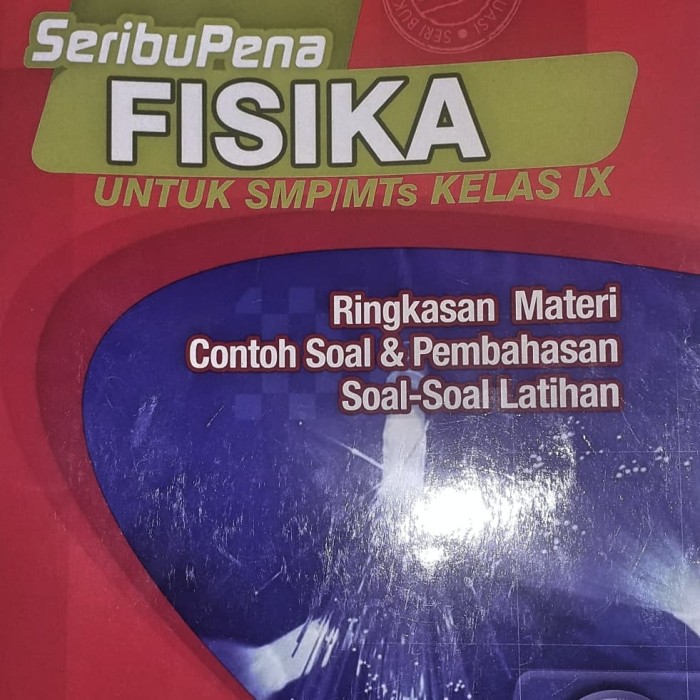 SeribuPena
FISIKA
UNTUK SMP/MTs KELAS IX
Ringkasan Materi
Contoh Soal & Pembahasan
Soal-Soal Latihan